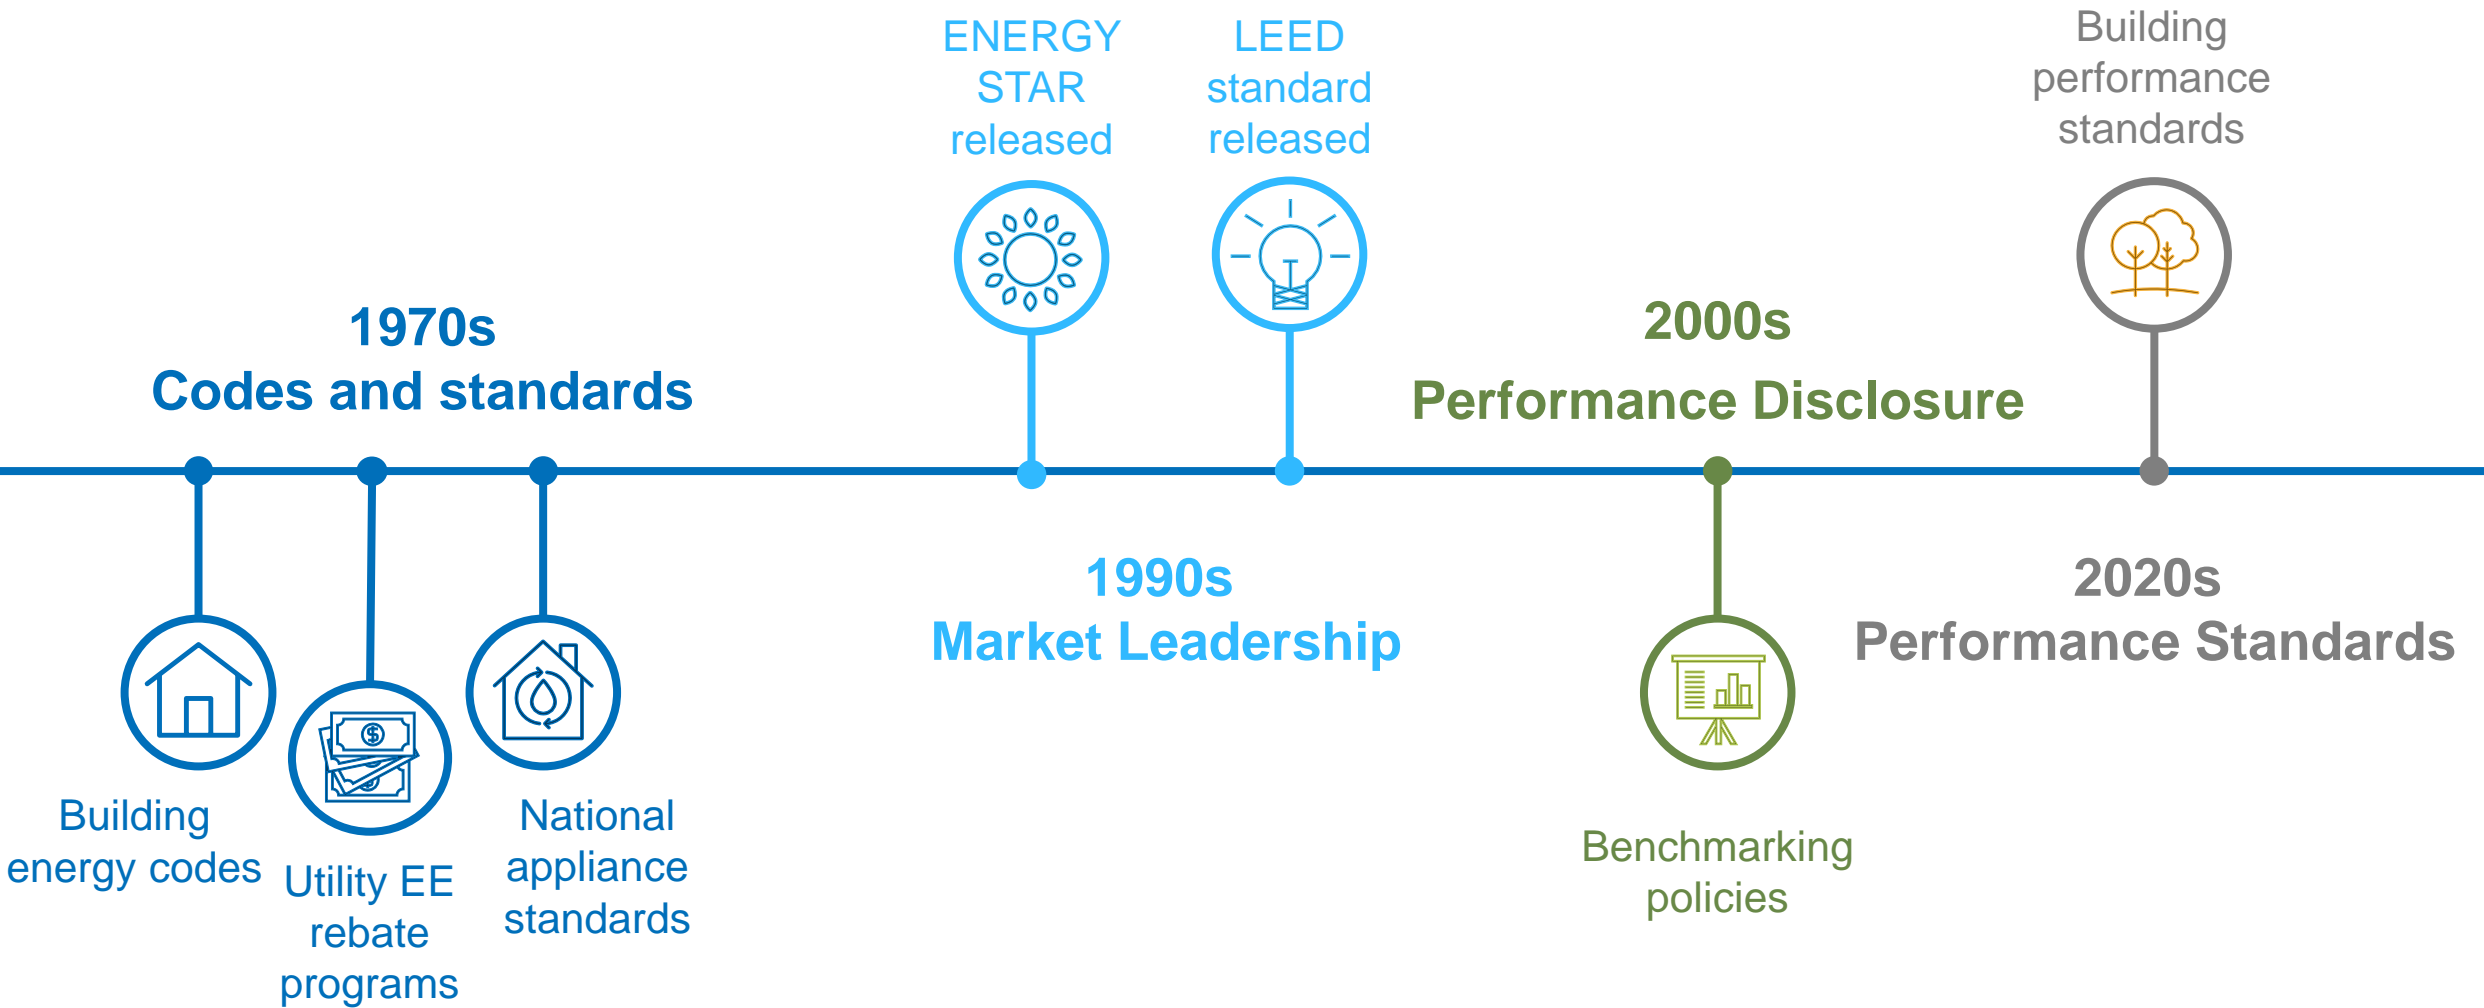 1970s
Codes and standards
Building
energy codes
Utility EE
rebate
programs
National
appliance
standards
ENERGY
STAR
released
LEED
standard
released
1990s
Market Leadership
2000s
Performance Disclosure
Benchmarking
policies
Building
performance
standards
2020s
Performance Standards
$